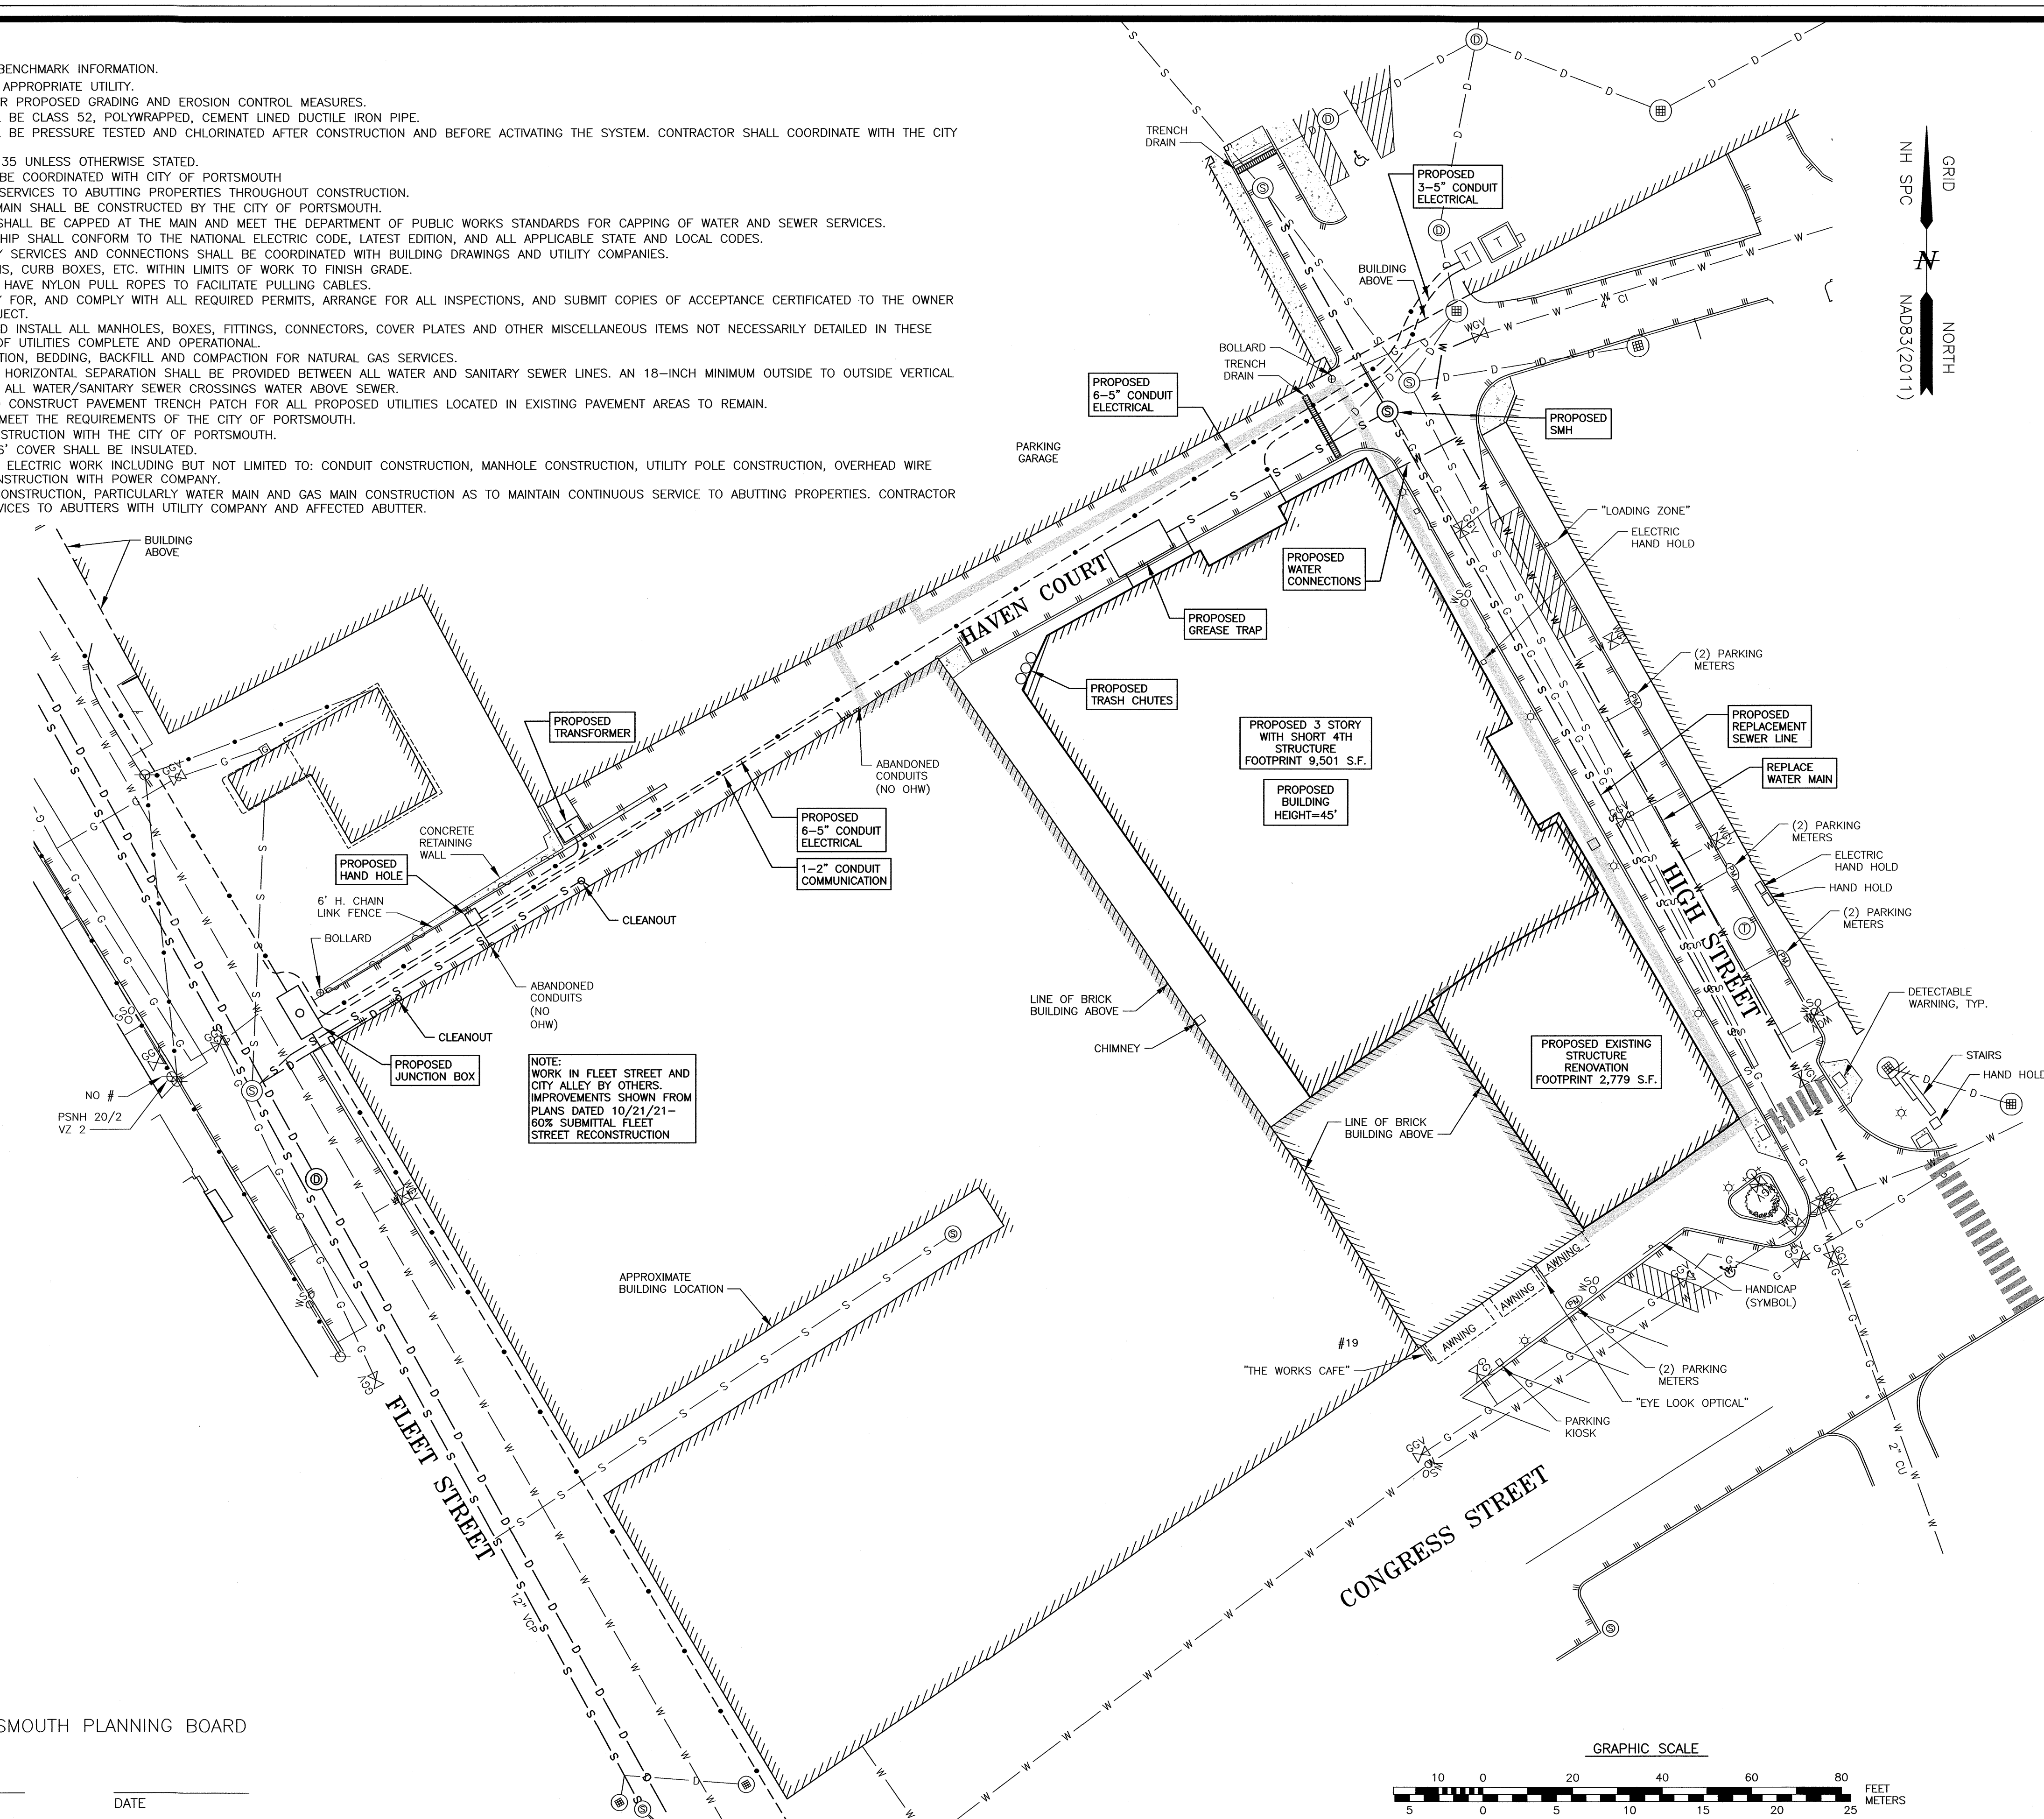 BENCHMARK INFORMATION.
APPROPRIATE UTILITY.
R PROPOSED GRADING AND EROSION CONTROL MEASURES.
BE CLASS 52, POLYWRAPPED, CEMENT LINED DUCTILE IRON PIPE.
BE PRESSURE TESTED AND CHLORINATED AFTER CONSTRUCTION AND BEFORE ACTIVATING THE SYSTEM. CONTRACTOR SHALL COORDINATE WITH THE CITY
35 UNLESS OTHERWISE STATED.
BE COORDINATED WITH CITY OF PORTSMOUTH
SERVICES TO ABUTTING PROPERTIES THROUGHOUT CONSTRUCTION.
MAIN SHALL BE CONSTRUCTED BY THE CITY OF PORTSMOUTH.
SHALL BE CAPPED AT THE MAIN AND MEET THE DEPARTMENT OF PUBLIC WORKS STANDARDS FOR CAPPING OF WATER AND SEWER SERVICES.
HIP SHALL CONFORM TO THE NATIONAL ELECTRIC CODE, LATEST EDITION, AND ALL APPLICABLE STATE AND LOCAL CODES.
Y SERVICES AND CONNECTIONS SHALL BE COORDINATED WITH BUILDING DRAWINGS AND UTILITY COMPANIES.
NS, CURB BOXES, ETC. WITHIN LIMITS OF WORK TO FINISH GRADE.
HAVE NYLON PULL ROPES TO FACILITATE PULLING CABLES.
Y FOR, AND COMPLY WITH ALL REQUIRED PERMITS, ARRANGE FOR ALL INSPECTIONS, AND SUBMIT COPIES OF ACCEPTANCE CERTIFICATED TO THE OWNER
JECT.
D INSTALL ALL MANHOLES, BOXES, FITTINGS, CONNECTORS, COVER PLATES AND OTHER MISCELLANEOUS ITEMS NOT NECESSARILY DETAILED IN THESE
OF UTILITIES COMPLETE AND OPERATIONAL.
TION, BEDDING, BACKFILL AND COMPACTION FOR NATURAL GAS SERVICES.
HORIZONTAL SEPARATION SHALL BE PROVIDED BETWEEN ALL WATER AND SANITARY SEWER LINES. AN 18-INCH MINIMUM OUTSIDE TO OUTSIDE VERTICAL
ALL WATER/SANITARY SEWER CROSSINGS WATER ABOVE SEWER.
CONSTRUCT PAVEMENT TRENCH PATCH FOR ALL PROPOSED UTILITIES LOCATED IN EXISTING PAVEMENT AREAS TO REMAIN.
MEET THE REQUIREMENTS OF THE CITY OF PORTSMOUTH.
STRUCTION WITH THE CITY OF PORTSMOUTH.
6' COVER SHALL BE INSULATED.
ELECTRIC WORK INCLUDING BUT NOT LIMITED TO: CONDUIT CONSTRUCTION, MANHOLE CONSTRUCTION, UTILITY POLE CONSTRUCTION, OVERHEAD WIRE
NSTRUCTION WITH POWER COMPANY.
ONSTRUCTION, PARTICULARLY WATER MAIN AND GAS MAIN CONSTRUCTION AS TO MAINTAIN CONTINUOUS SERVICE TO ABUTTING PROPERTIES. CONTRACTOR
VICES TO ABUTTERS WITH UTILITY COMPANY AND AFFECTED ABUTTER.
TRENCH
DRAIN
PROPOSED
3-5" CONDUIT
ELECTRICAL
GRID
NH SPC
N
NORTH
NAD83(2011)
BUILDING
ABOVE
4" CI
WGV
BOLLARD
TRENCH
DRAIN
PROPOSED
6-5" CONDUIT
ELECTRICAL
PROPOSED
SMH
PARKING
GARAGE
BUILDING
ABOVE
"LOADING ZONE"
ELECTRIC
HAND HOLD
PROPOSED
WATER
CONNECTIONS
HAVEN COURT
PROPOSED
GREASE TRAP
(2) PARKING
METERS
PROPOSED
TRASH CHUTES
PROPOSED
TRANSFORMER
PROPOSED 3 STORY
WITH SHORT 4TH
STRUCTURE
FOOTPRINT 9,501 S.F.
PROPOSED
REPLACEMENT
SEWER LINE
ABANDONED
CONDUITS
(NO OHW)
REPLACE
WATER MAIN
PROPOSED
BUILDING
HEIGHT=45'
PROPOSED
6-5" CONDUIT
ELECTRICAL
CONCRETE
RETAINING
WALL
(2) PARKING
METERS
PROPOSED
HAND HOLE
1-2" CONDUIT
COMMUNICATION
ELECTRIC
HAND HOLD
HAND HOLD
6' H. CHAIN
LINK FENCE
CLEANOUT
HIGH STREET
(2) PARKING
METERS
BOLLARD
ABANDONED
CONDUITS
(NO
OHW)
LINE OF BRICK
BUILDING ABOVE
DETECTABLE
WARNING, TYP.
CLEANOUT
CHIMNEY
PROPOSED
JUNCTION BOX
NOTE:
WORK IN FLEET STREET AND
CITY ALLEY BY OTHERS.
IMPROVEMENTS SHOWN FROM
PLANS DATED 10/21/21-
60% SUBMITTAL FLEET
STREET RECONSTRUCTION
PROPOSED EXISTING
STRUCTURE
RENOVATION
FOOTPRINT 2,779 S.F.
STAIRS
HAND HOLD
NO #
PSNH 20/2
VZ 2
LINE OF BRICK
BUILDING ABOVE
APPROXIMATE
BUILDING LOCATION
AWNING
AWNING
AWNING
HANDICAP
(SYMBOL)
#19
"THE WORKS CAFE"
(2) PARKING
METERS
"EYE LOOK OPTICAL"
PARKING
KIOSK
FLEET STREET
CONGRESS STREET
2" CU
12" VCP
SMOUTH PLANNING BOARD
DATE
GRAPHIC SCALE
10 0 20 40 60 80
FEET
METERS
5 0 5 10 15 20 25